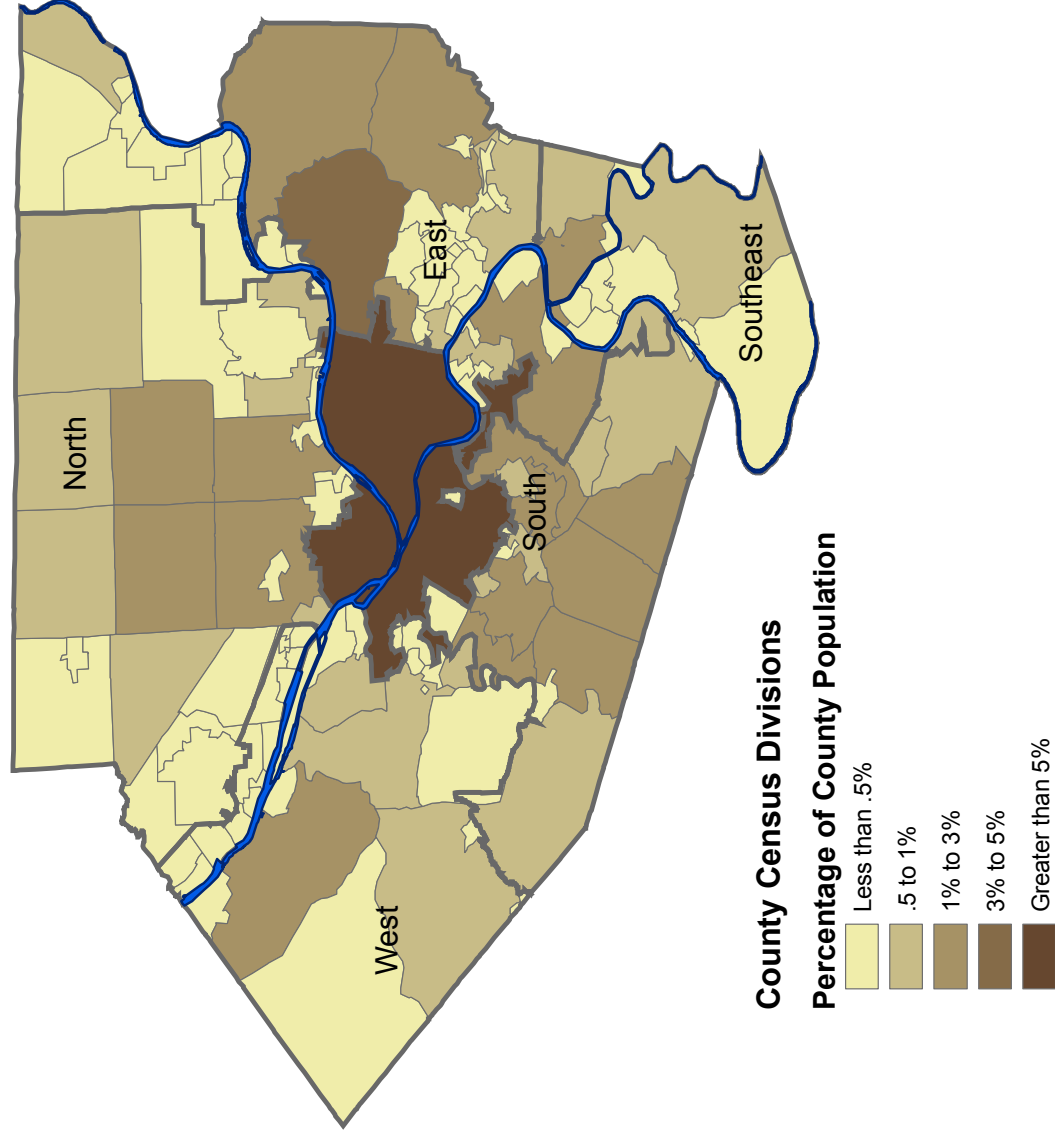 North
East
South
Southeast
West
County Census Divisions
Percentage of County Population
Less than .5%
.5 to 1%
1% to 3%
3% to 5%
Greater than 5%